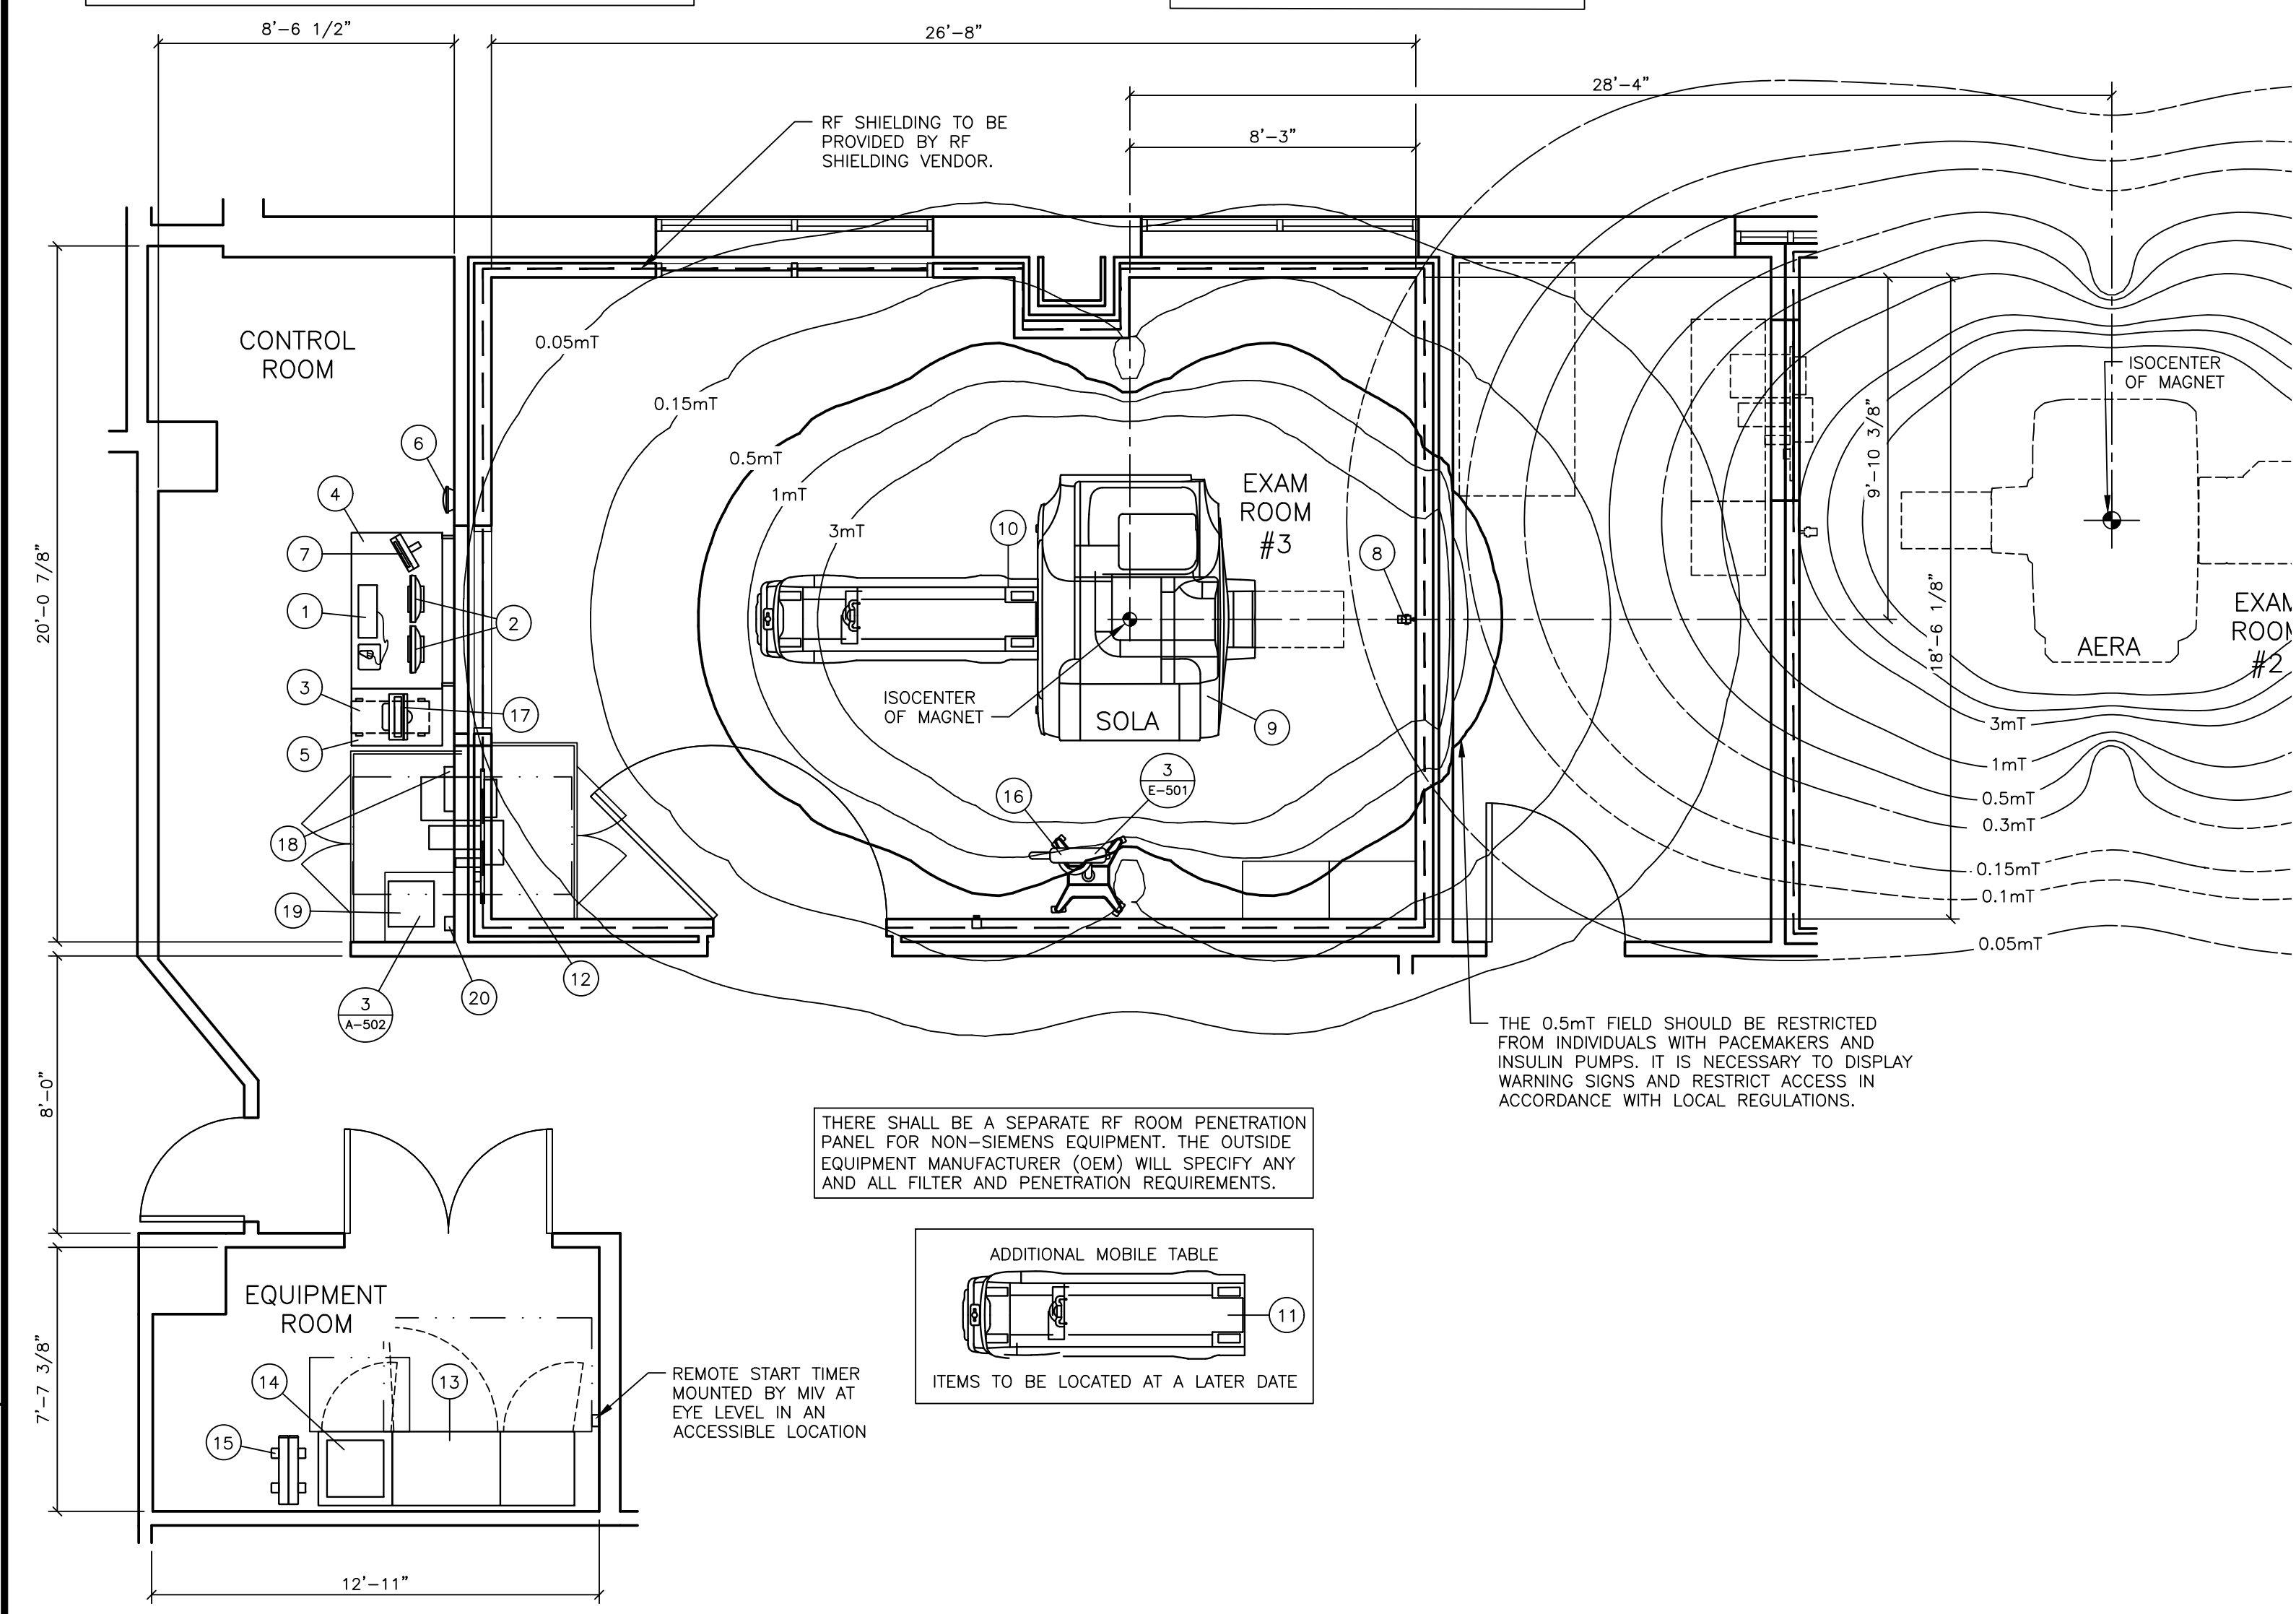 8'-6 1/2"
26'-8"
28'-4"
8'-3"
RF SHIELDING TO BE
PROVIDED BY RF
SHIELDING VENDOR.
CONTROL
ROOM
0.05mT
0.15mT
0.5mT
1mT
3mT
EXAM
ROOM
#3
ISOCENTER
OF MAGNET
9'-10 3/8"
18'-6 1/8"
20'-0 7/8"
6
4
7
1
2
3
17
5
10
8
9
ISOCENTER
OF MAGNET
SOLA
AERA
EXAM
ROOM
#2
3mT
1mT
0.5mT
0.3mT
0.15mT
0.1mT
0.05mT
3
E-501
16
18
19
12
20
3
A-502
THE 0.5mT FIELD SHOULD BE RESTRICTED
FROM INDIVIDUALS WITH PACEMAKERS AND
INSULIN PUMPS. IT IS NECESSARY TO DISPLAY
WARNING SIGNS AND RESTRICT ACCESS IN
ACCORDANCE WITH LOCAL REGULATIONS.
8'-0"
THERE SHALL BE A SEPARATE RF ROOM PENETRATION
PANEL FOR NON-SIEMENS EQUIPMENT. THE OUTSIDE
EQUIPMENT MANUFACTURER (OEM) WILL SPECIFY ANY
AND ALL FILTER AND PENETRATION REQUIREMENTS.
ADDITIONAL MOBILE TABLE
11
ITEMS TO BE LOCATED AT A LATER DATE
EQUIPMENT
ROOM
7'-7 3/8"
14
13
15
REMOTE START TIMER
MOUNTED BY MIV AT
EYE LEVEL IN AN
ACCESSIBLE LOCATION
12'-11"